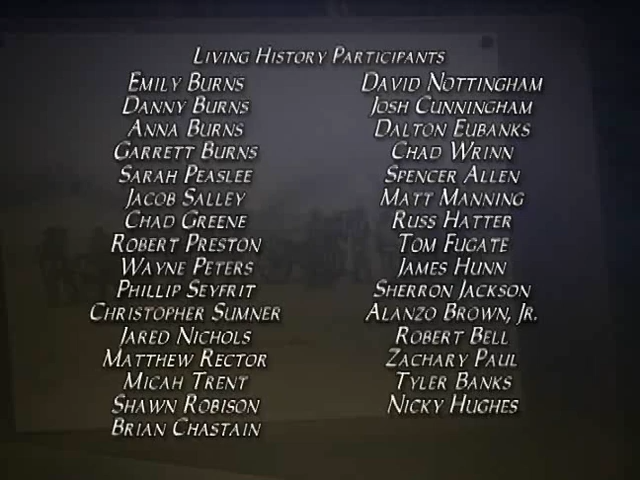 Living History Participants
Emily Burns
Danny Burns
Anna Burns
Garrett Burns
Sarah Peaslee
Jacob Salley
Chad Greene
Robert Preston
Wayne Peters
Phillip Seyfrit
Christopher Sumner
Jared Nichols
Matthew Rector
Micah Trent
Shawn Robison
Brian Chastain
David Nottingham
Josh Cunningham
Dalton Eubanks
Chad Wrinn
Spencer Allen
Matt Manning
Russ Hatter
Tom Fugate
James Hunn
Sherron Jackson
Alanzo Brown, Jr.
Robert Bell
Zachary Paul
Tyler Banks
Nicky Hughes